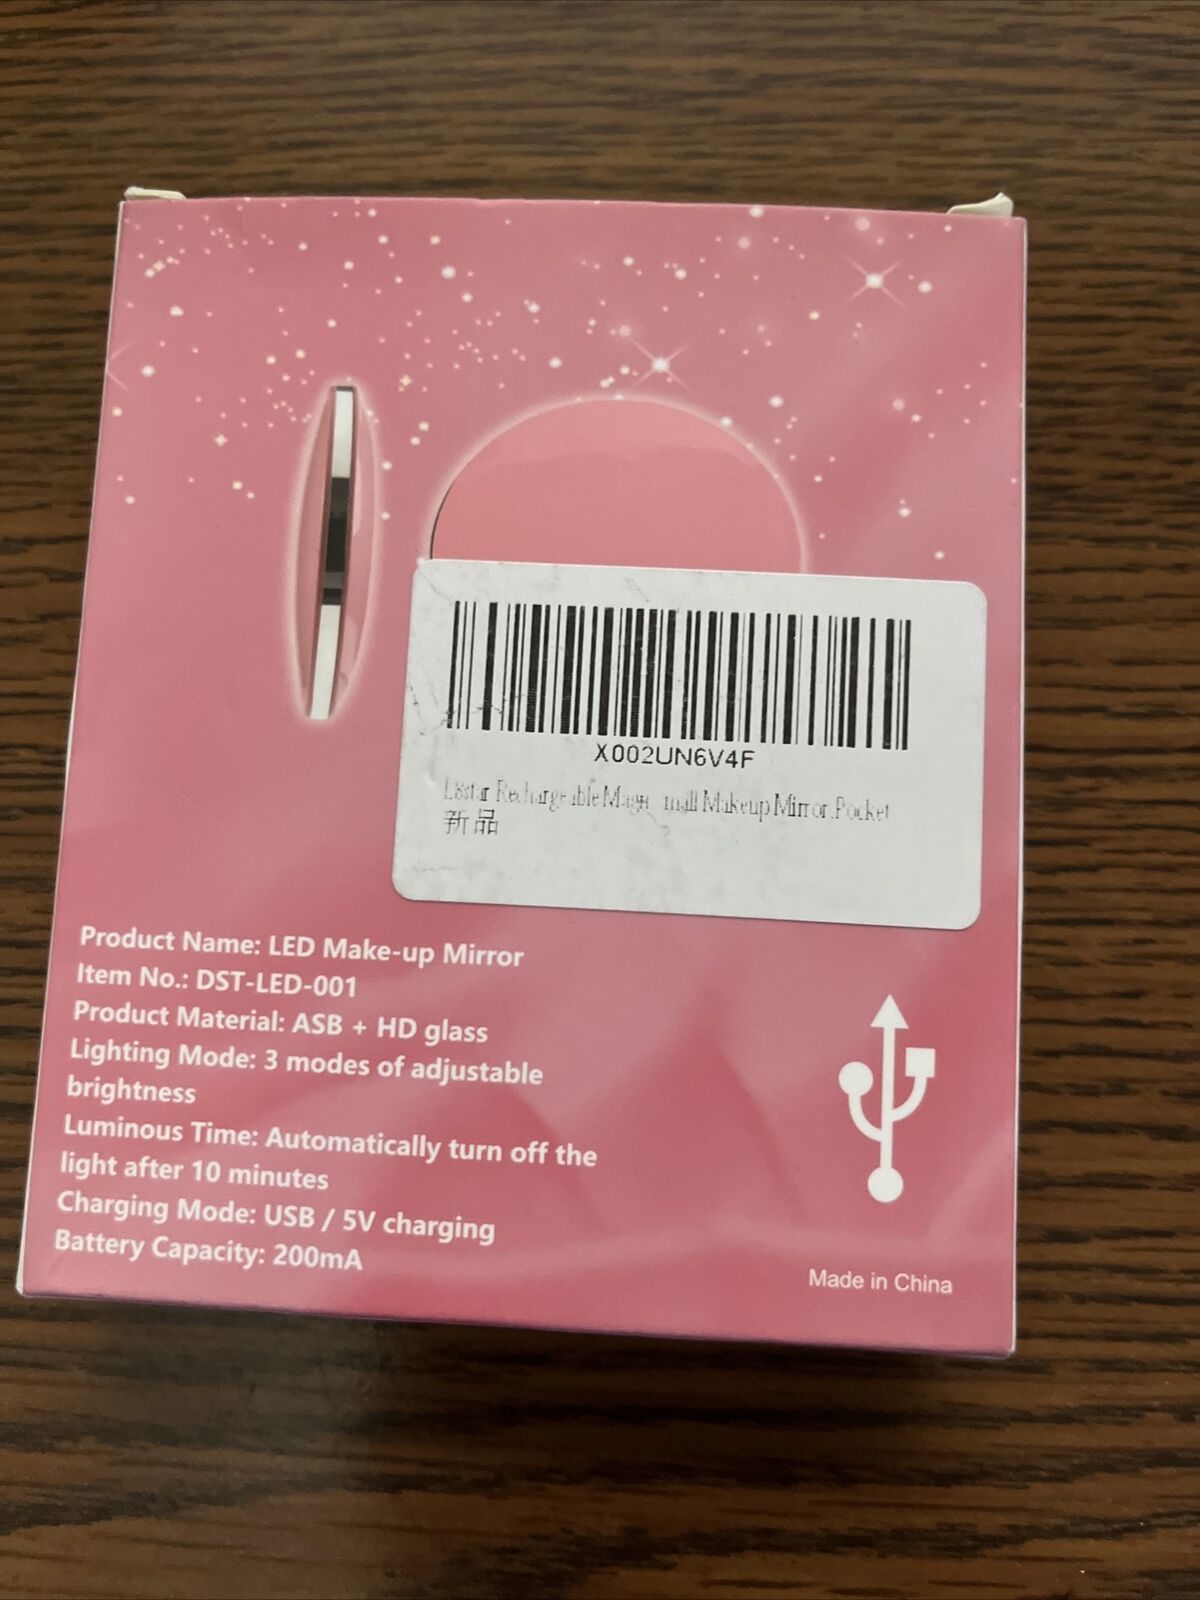 X002UN6V4F
Rechargeable Makeup Mirror,Pocket
新品
Product Name: LED Make-up Mirror
Item No.: DST-LED-001
Product Material: ASB + HD glass
Lighting Mode: 3 modes of adjustable
brightness
Luminous Time: Automatically turn off the
light after 10 minutes
Charging Mode: USB / 5V charging
Battery Capacity: 200mA
Made in China